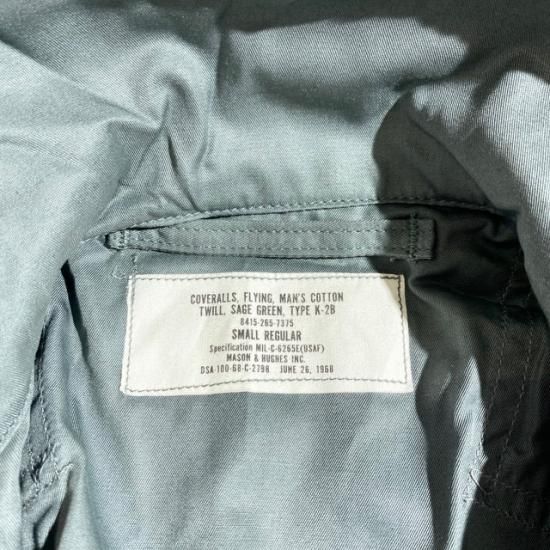 COVERALLS, FLYING, MAN'S COTTON
TWILL, SAGE GREEN, TYPE K-2B
8415-265-7375
SMALL REGULAR
Specification MIL-C-6265E(USAF)
MASON & HUGHES INC.
DSA 100-68-C-2798 JUNE 26, 1968